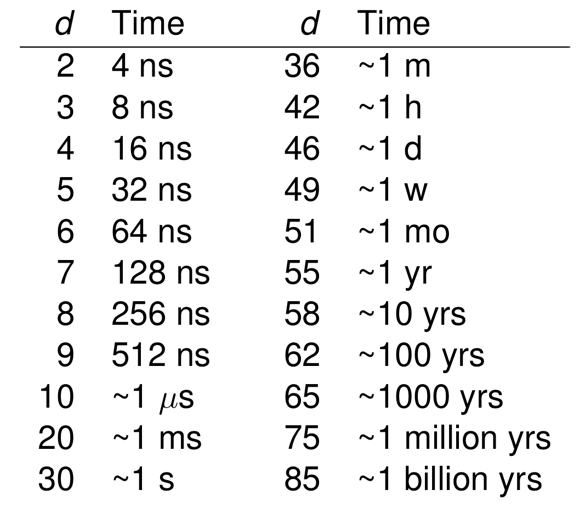 d Time d Time
2 4 ns 36 ~1 m
3 8 ns 42 ~1 h
4 16 ns 46 ~1 d
5 32 ns 49 ~1 w
6 64 ns 51 ~1 mo
7 128 ns 55 ~1 yr
8 256 ns 58 ~10 yrs
9 512 ns 62 ~100 yrs
10 ~1 μs 65 ~1000 yrs
20 ~1 ms 75 ~1 million yrs
30 ~1 s 85 ~1 billion yrs